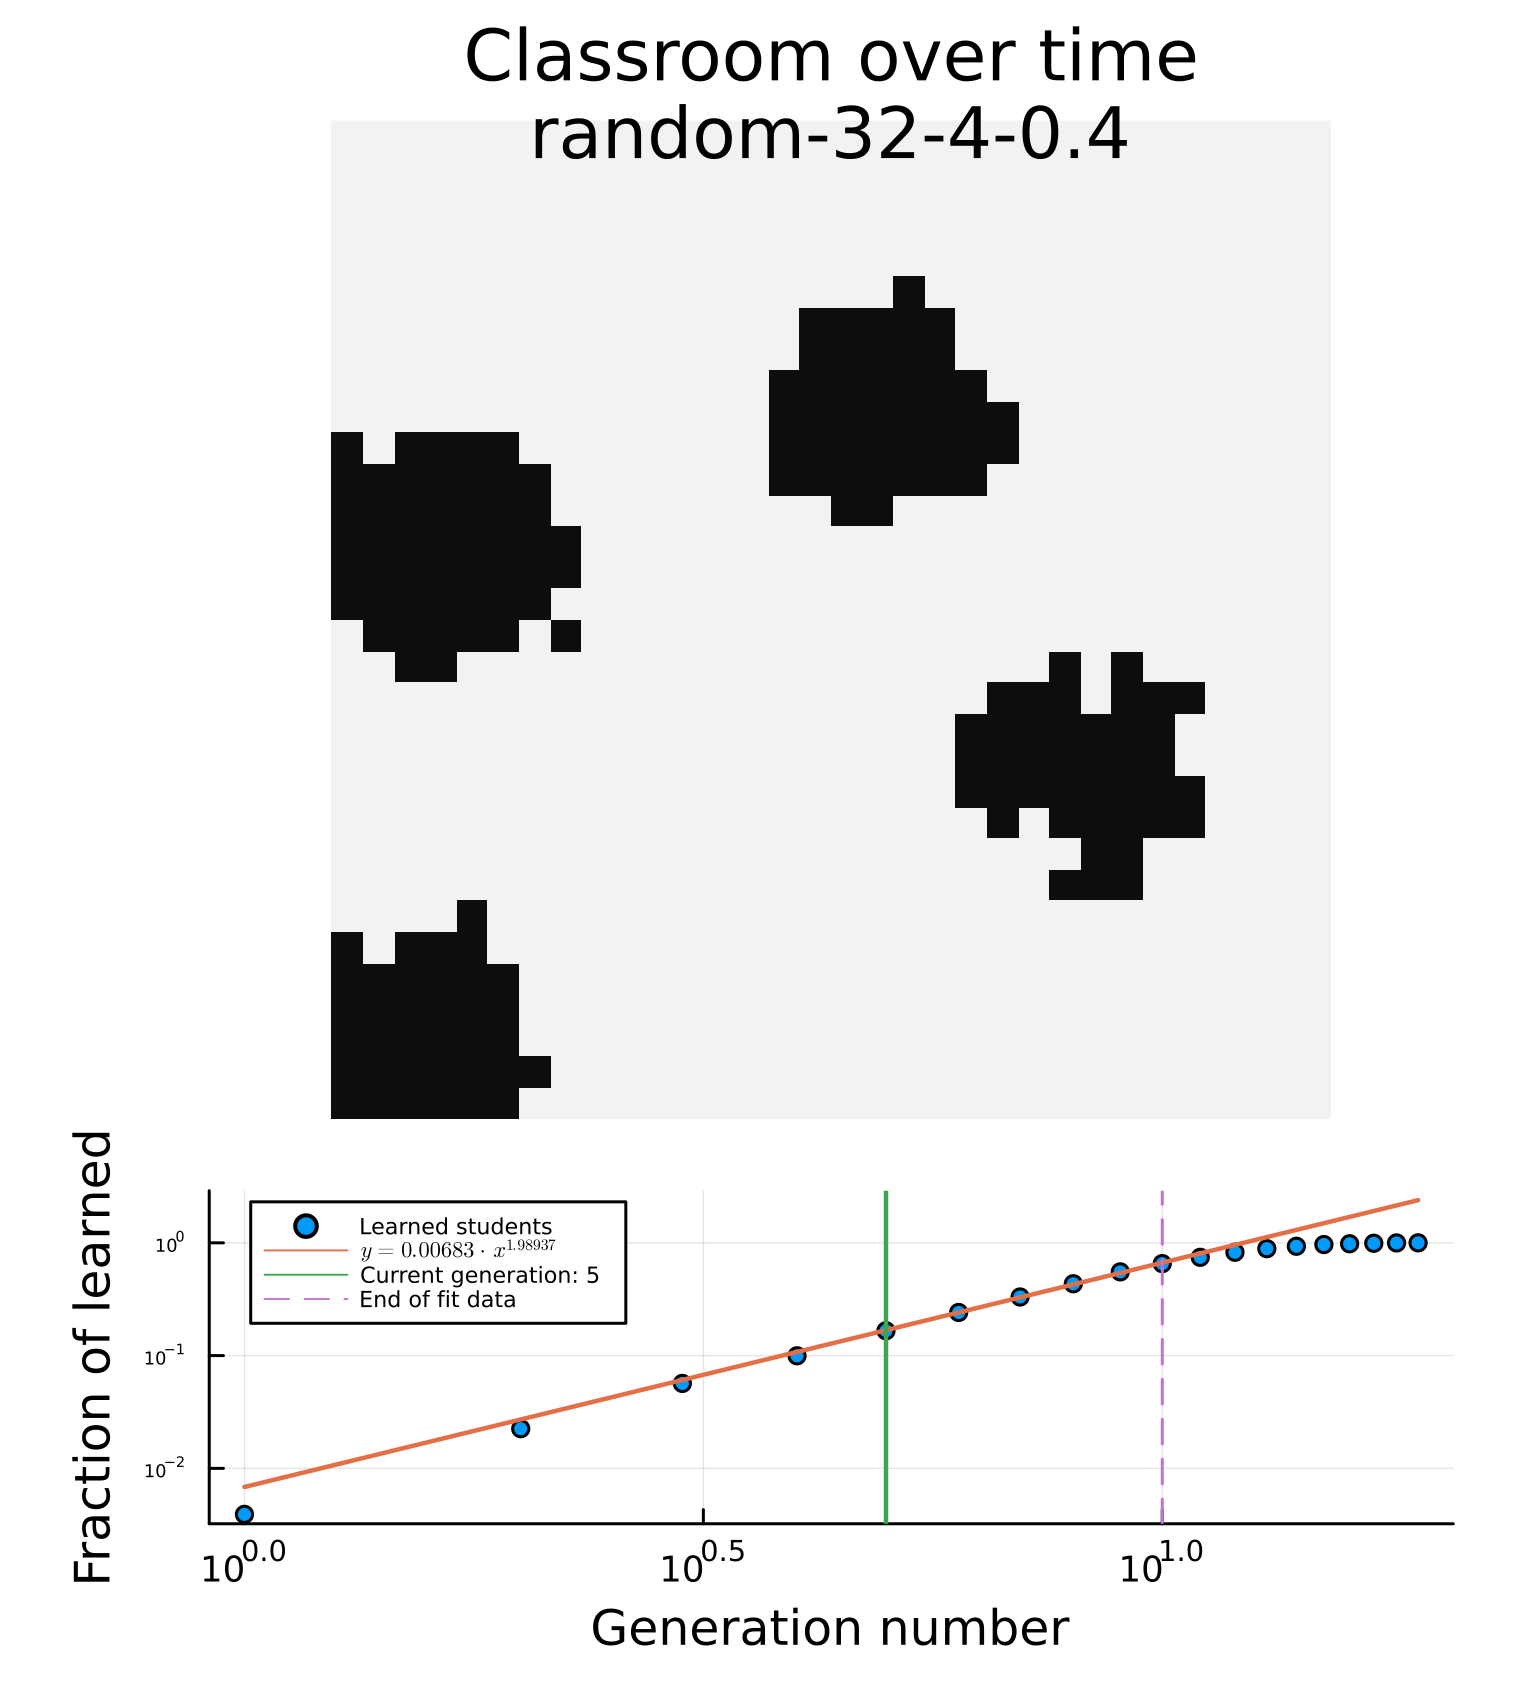 Classroom over time
random-32-4-0.4
Fraction of learned
10^0
10^−1
10^−2
Learned students
y = 0.00683 · x^1.98937
Current generation: 5
End of fit data
10^0.0 10^0.5 10^1.0
Generation number